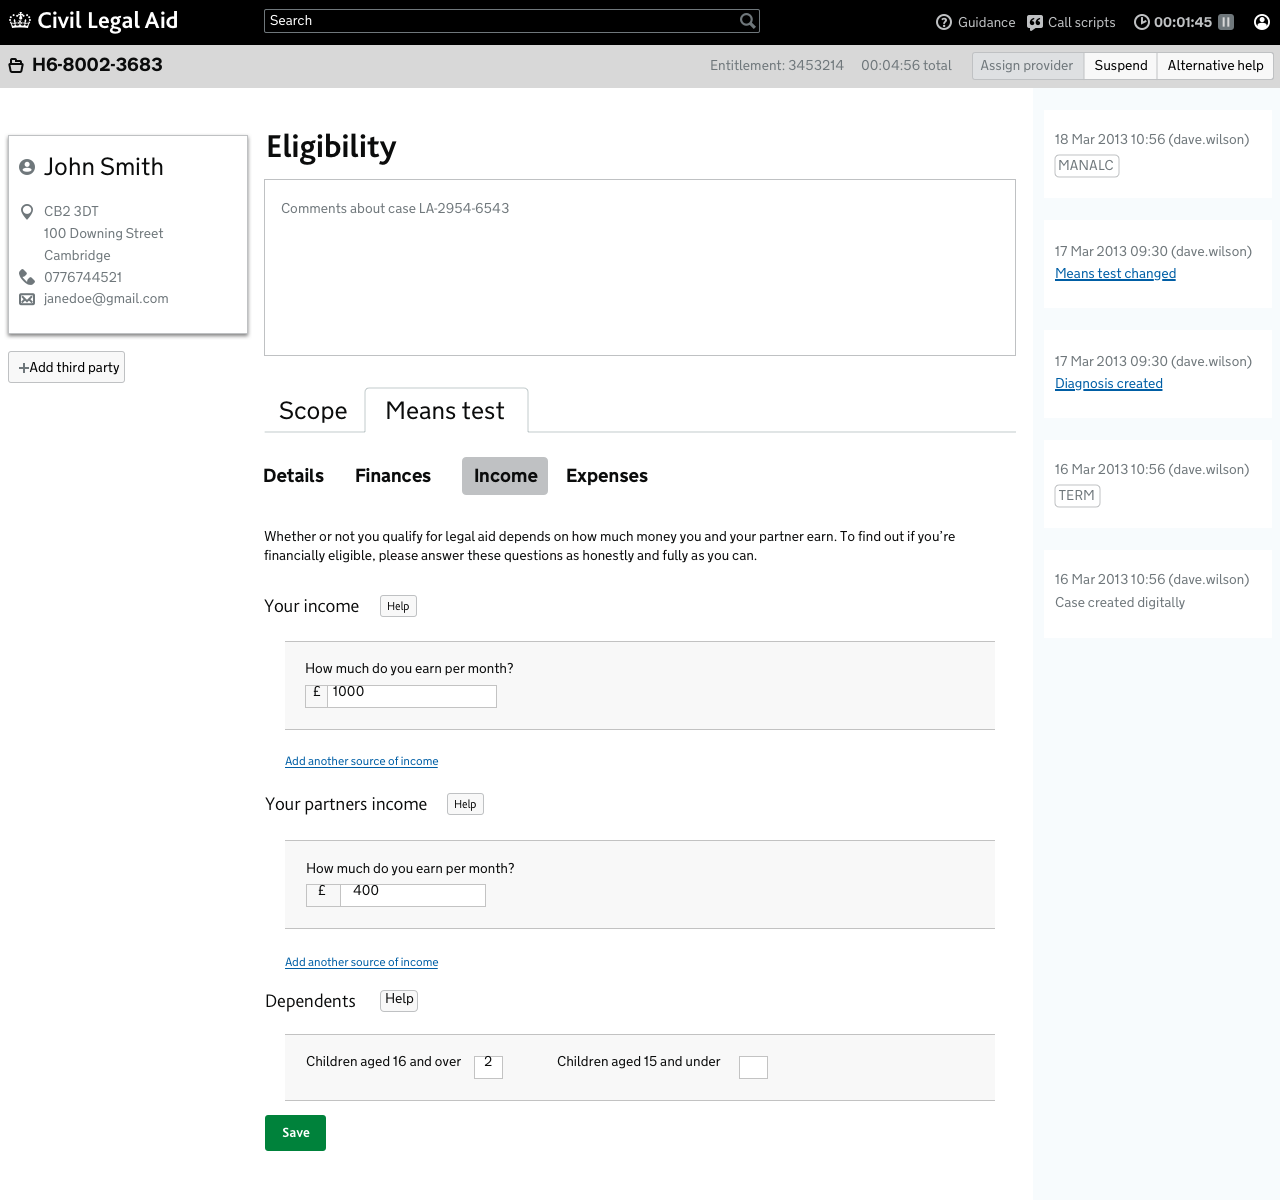 Civil Legal Aid
Search
Guidance
Call scripts
00:01:45
H6-8002-3683
Entitlement: 3453214
00:04:56 total
Assign provider
Suspend
Alternative help
John Smith
CB2 3DT
100 Downing Street
Cambridge
0776744521
janedoe@gmail.com
+Add third party
Eligibility
Comments about case LA-2954-6543
Scope
Means test
Details
Finances
Income
Expenses
Whether or not you qualify for legal aid depends on how much money you and your partner earn. To find out if you're
financially eligible, please answer these questions as honestly and fully as you can.
Your income
Help
How much do you earn per month?
£ 1000
Add another source of income
Your partners income
Help
How much do you earn per month?
£ 400
Add another source of income
Dependents
Help
Children aged 16 and over 2
Children aged 15 and under
Save
18 Mar 2013 10:56 (dave.wilson)
MANALC
17 Mar 2013 09:30 (dave.wilson)
Means test changed
17 Mar 2013 09:30 (dave.wilson)
Diagnosis created
16 Mar 2013 10:56 (dave.wilson)
TERM
16 Mar 2013 10:56 (dave.wilson)
Case created digitally